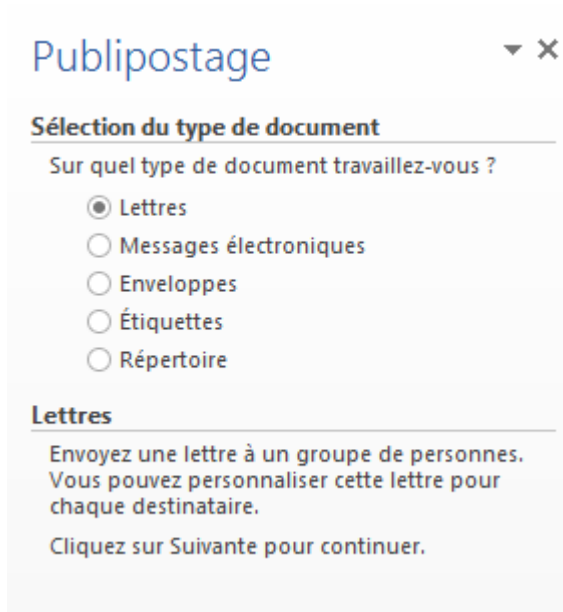 Publipostage
Sélection du type de document
Sur quel type de document travaillez-vous ?
Lettres
Messages électroniques
Enveloppes
Étiquettes
Répertoire
Lettres
Envoyez une lettre à un groupe de personnes.
Vous pouvez personnaliser cette lettre pour
chaque destinataire.
Cliquez sur Suivante pour continuer.